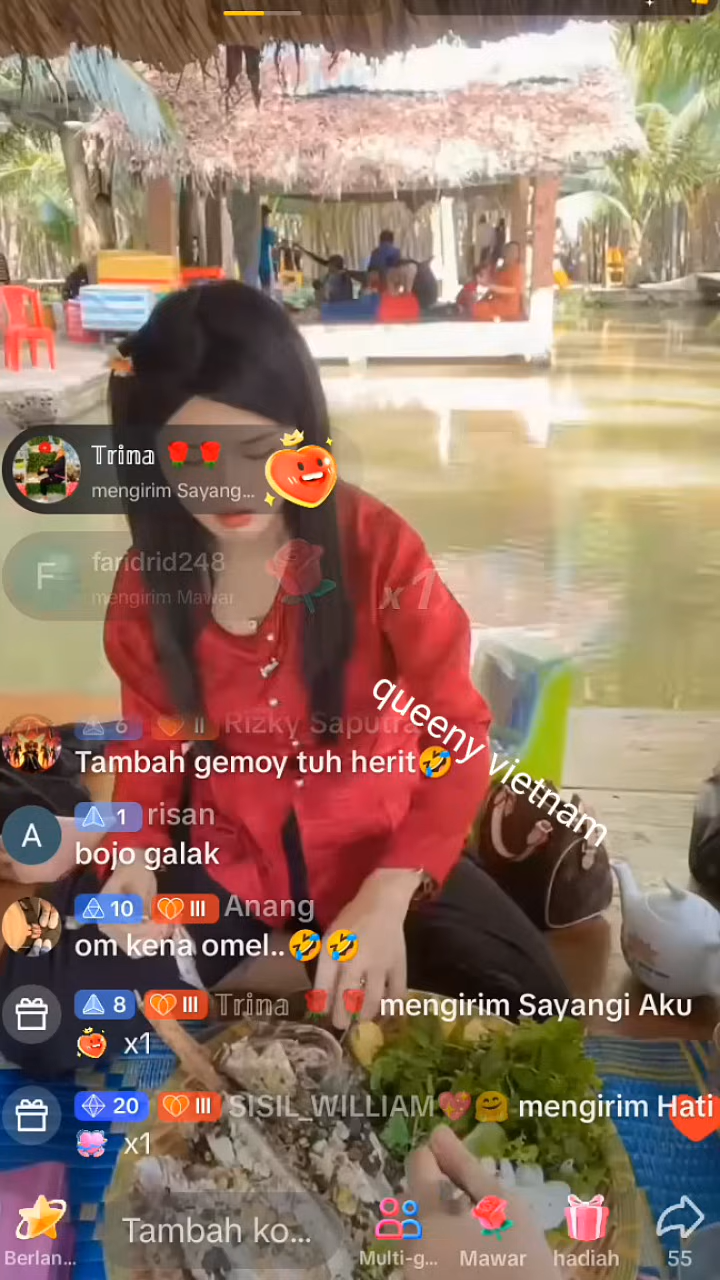 𝕋𝕣𝕚𝕟𝕒 🌹🌹
mengirim Sayang...
F
faridrid248
mengirim Mawar
x1
6 II Rizky Saputra
Tambah gemoy tuh herit🤣
queeny vietnam
A
1 risan
bojo galak
10 III Anang
om kena omel..🤣🤣
8 III 𝕋𝕣𝕚𝕟𝕒 🌹🌹 mengirim Sayangi Aku
x1
20 III SISIL_WILLIAM💖🤗 mengirim Hati
x1
Berlan...
Tambah ko...
Multi-g...
Mawar
hadiah
55